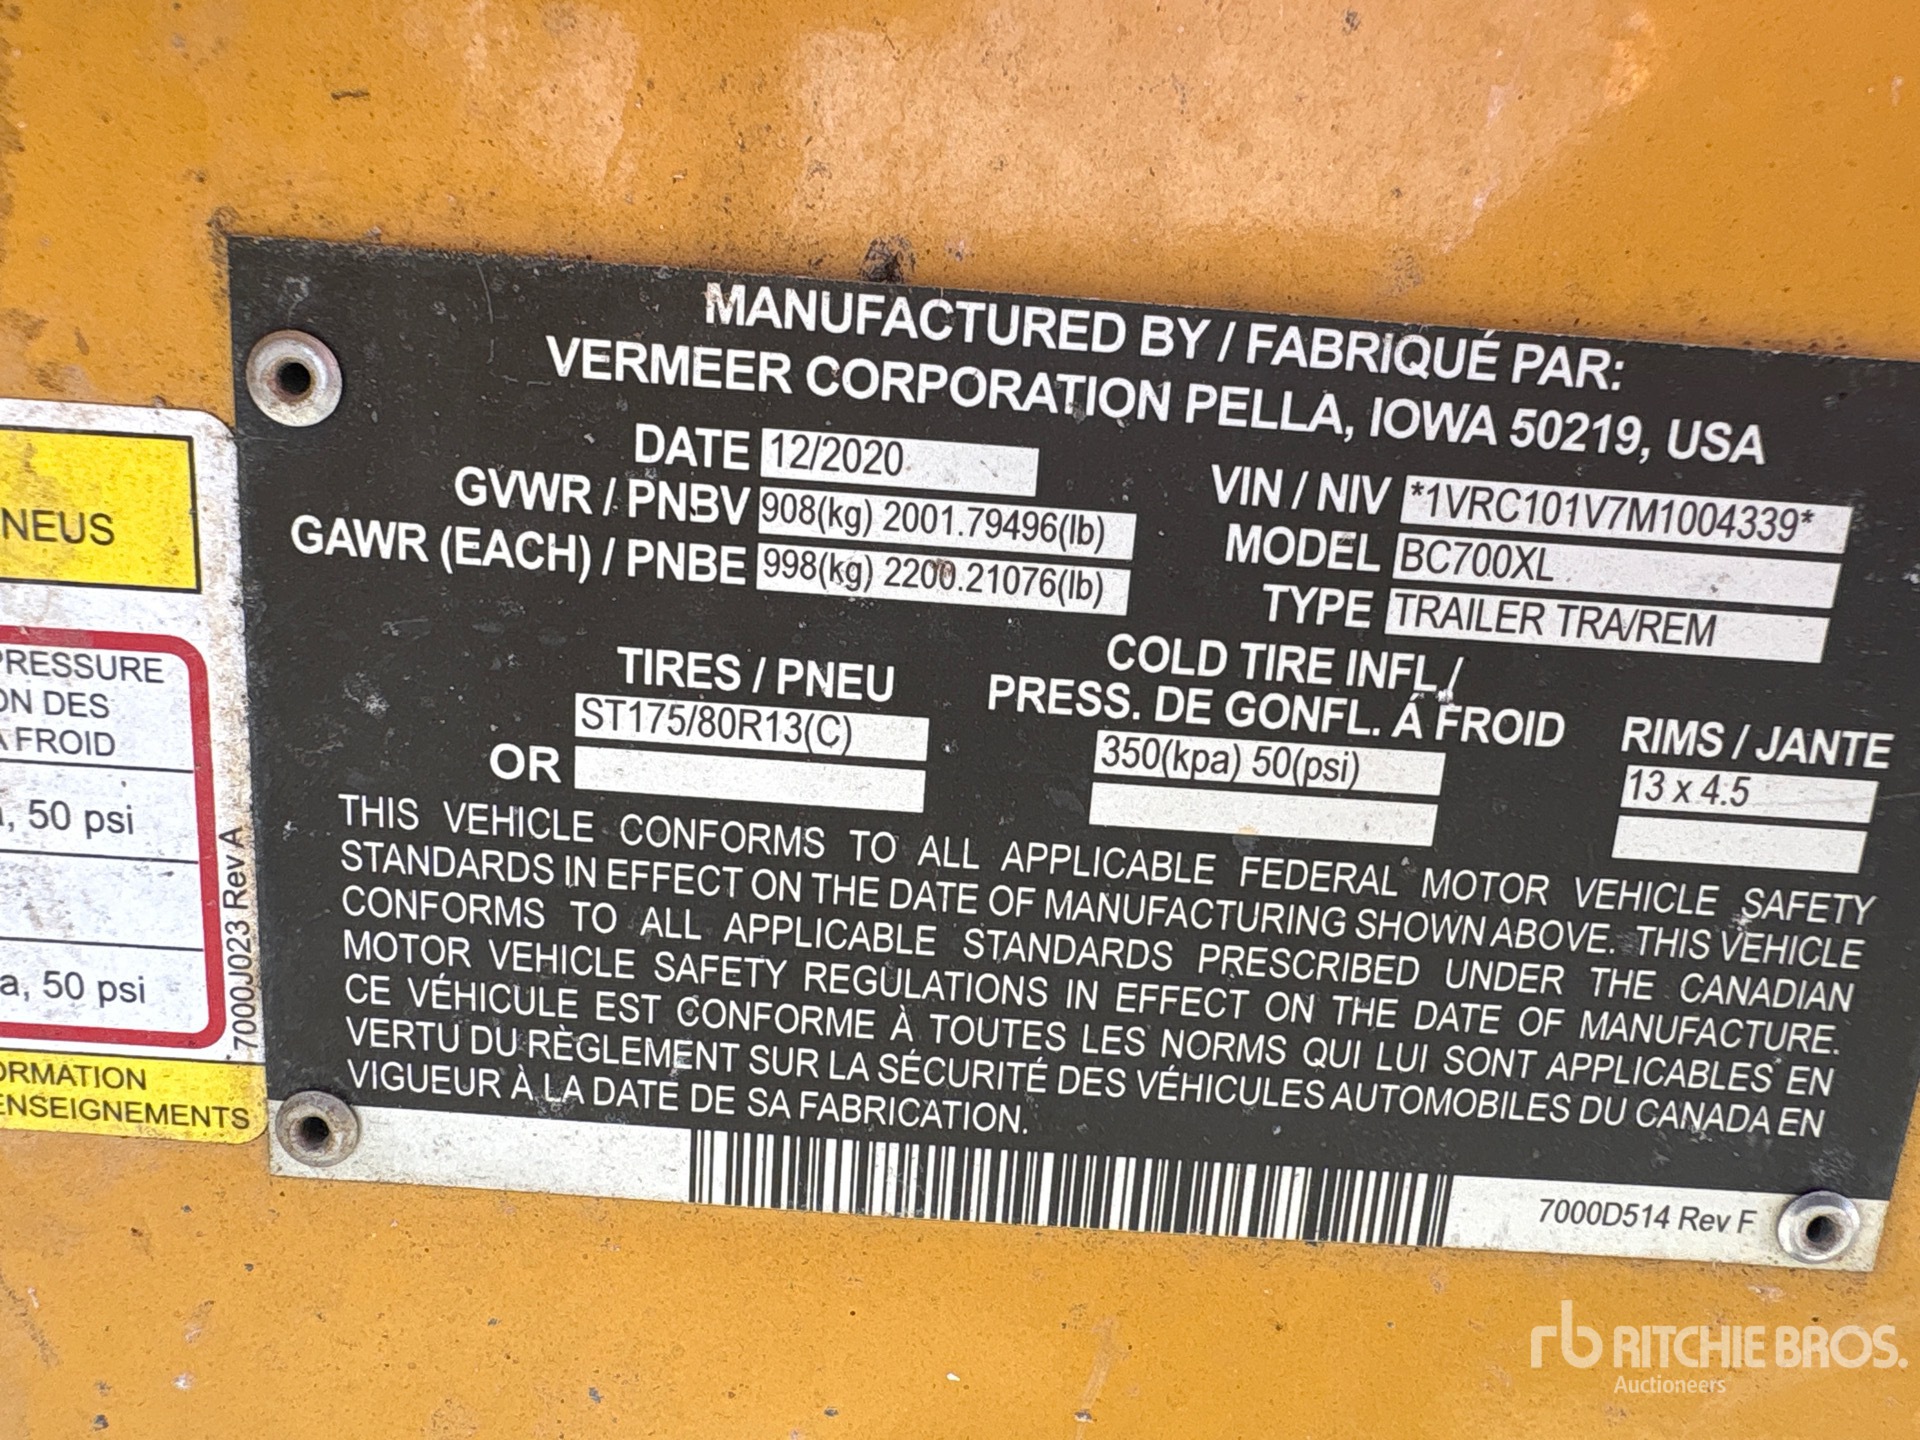 MANUFACTURED BY / FABRIQUÉ PAR:
VERMEER CORPORATION PELLA, IOWA 50219, USA
DATE 12/2020
GVWR / PNBV 908(kg) 2001.79496(lb)
GAWR (EACH) / PNBE 998(kg) 2200.21076(lb)
VIN / NIV *1VRC101V7M1004339*
MODEL BC700XL
TYPE TRAILER TRA/REM
TIRES / PNEU
ST175/80R13(C)
OR
COLD TIRE INFL./
PRESS. DE GONFL. Á FROID
350(kpa) 50(psi)
RIMS / JANTE
13 x 4.5
THIS VEHICLE CONFORMS TO ALL APPLICABLE FEDERAL MOTOR VEHICLE SAFETY
STANDARDS IN EFFECT ON THE DATE OF MANUFACTURING SHOWN ABOVE. THIS VEHICLE
CONFORMS TO ALL APPLICABLE STANDARDS PRESCRIBED UNDER THE CANADIAN
MOTOR VEHICLE SAFETY REGULATIONS IN EFFECT ON THE DATE OF MANUFACTURE.
CE VÉHICULE EST CONFORME À TOUTES LES NORMS QUI LUI SONT APPLICABLES EN
VERTU DU RÈGLEMENT SUR LA SÉCURITÉ DES VÉHICULES AUTOMOBILES DU CANADA EN
VIGUEUR À LA DATE DE SA FABRICATION.
7000D514 Rev F
NEUS
PRESSURE
ON DES
À FROID
, 50 psi
a, 50 psi
7000J023 Rev A
ORMATION
ENSEIGNEMENTS
rb RITCHIE BROS.
Auctioneers